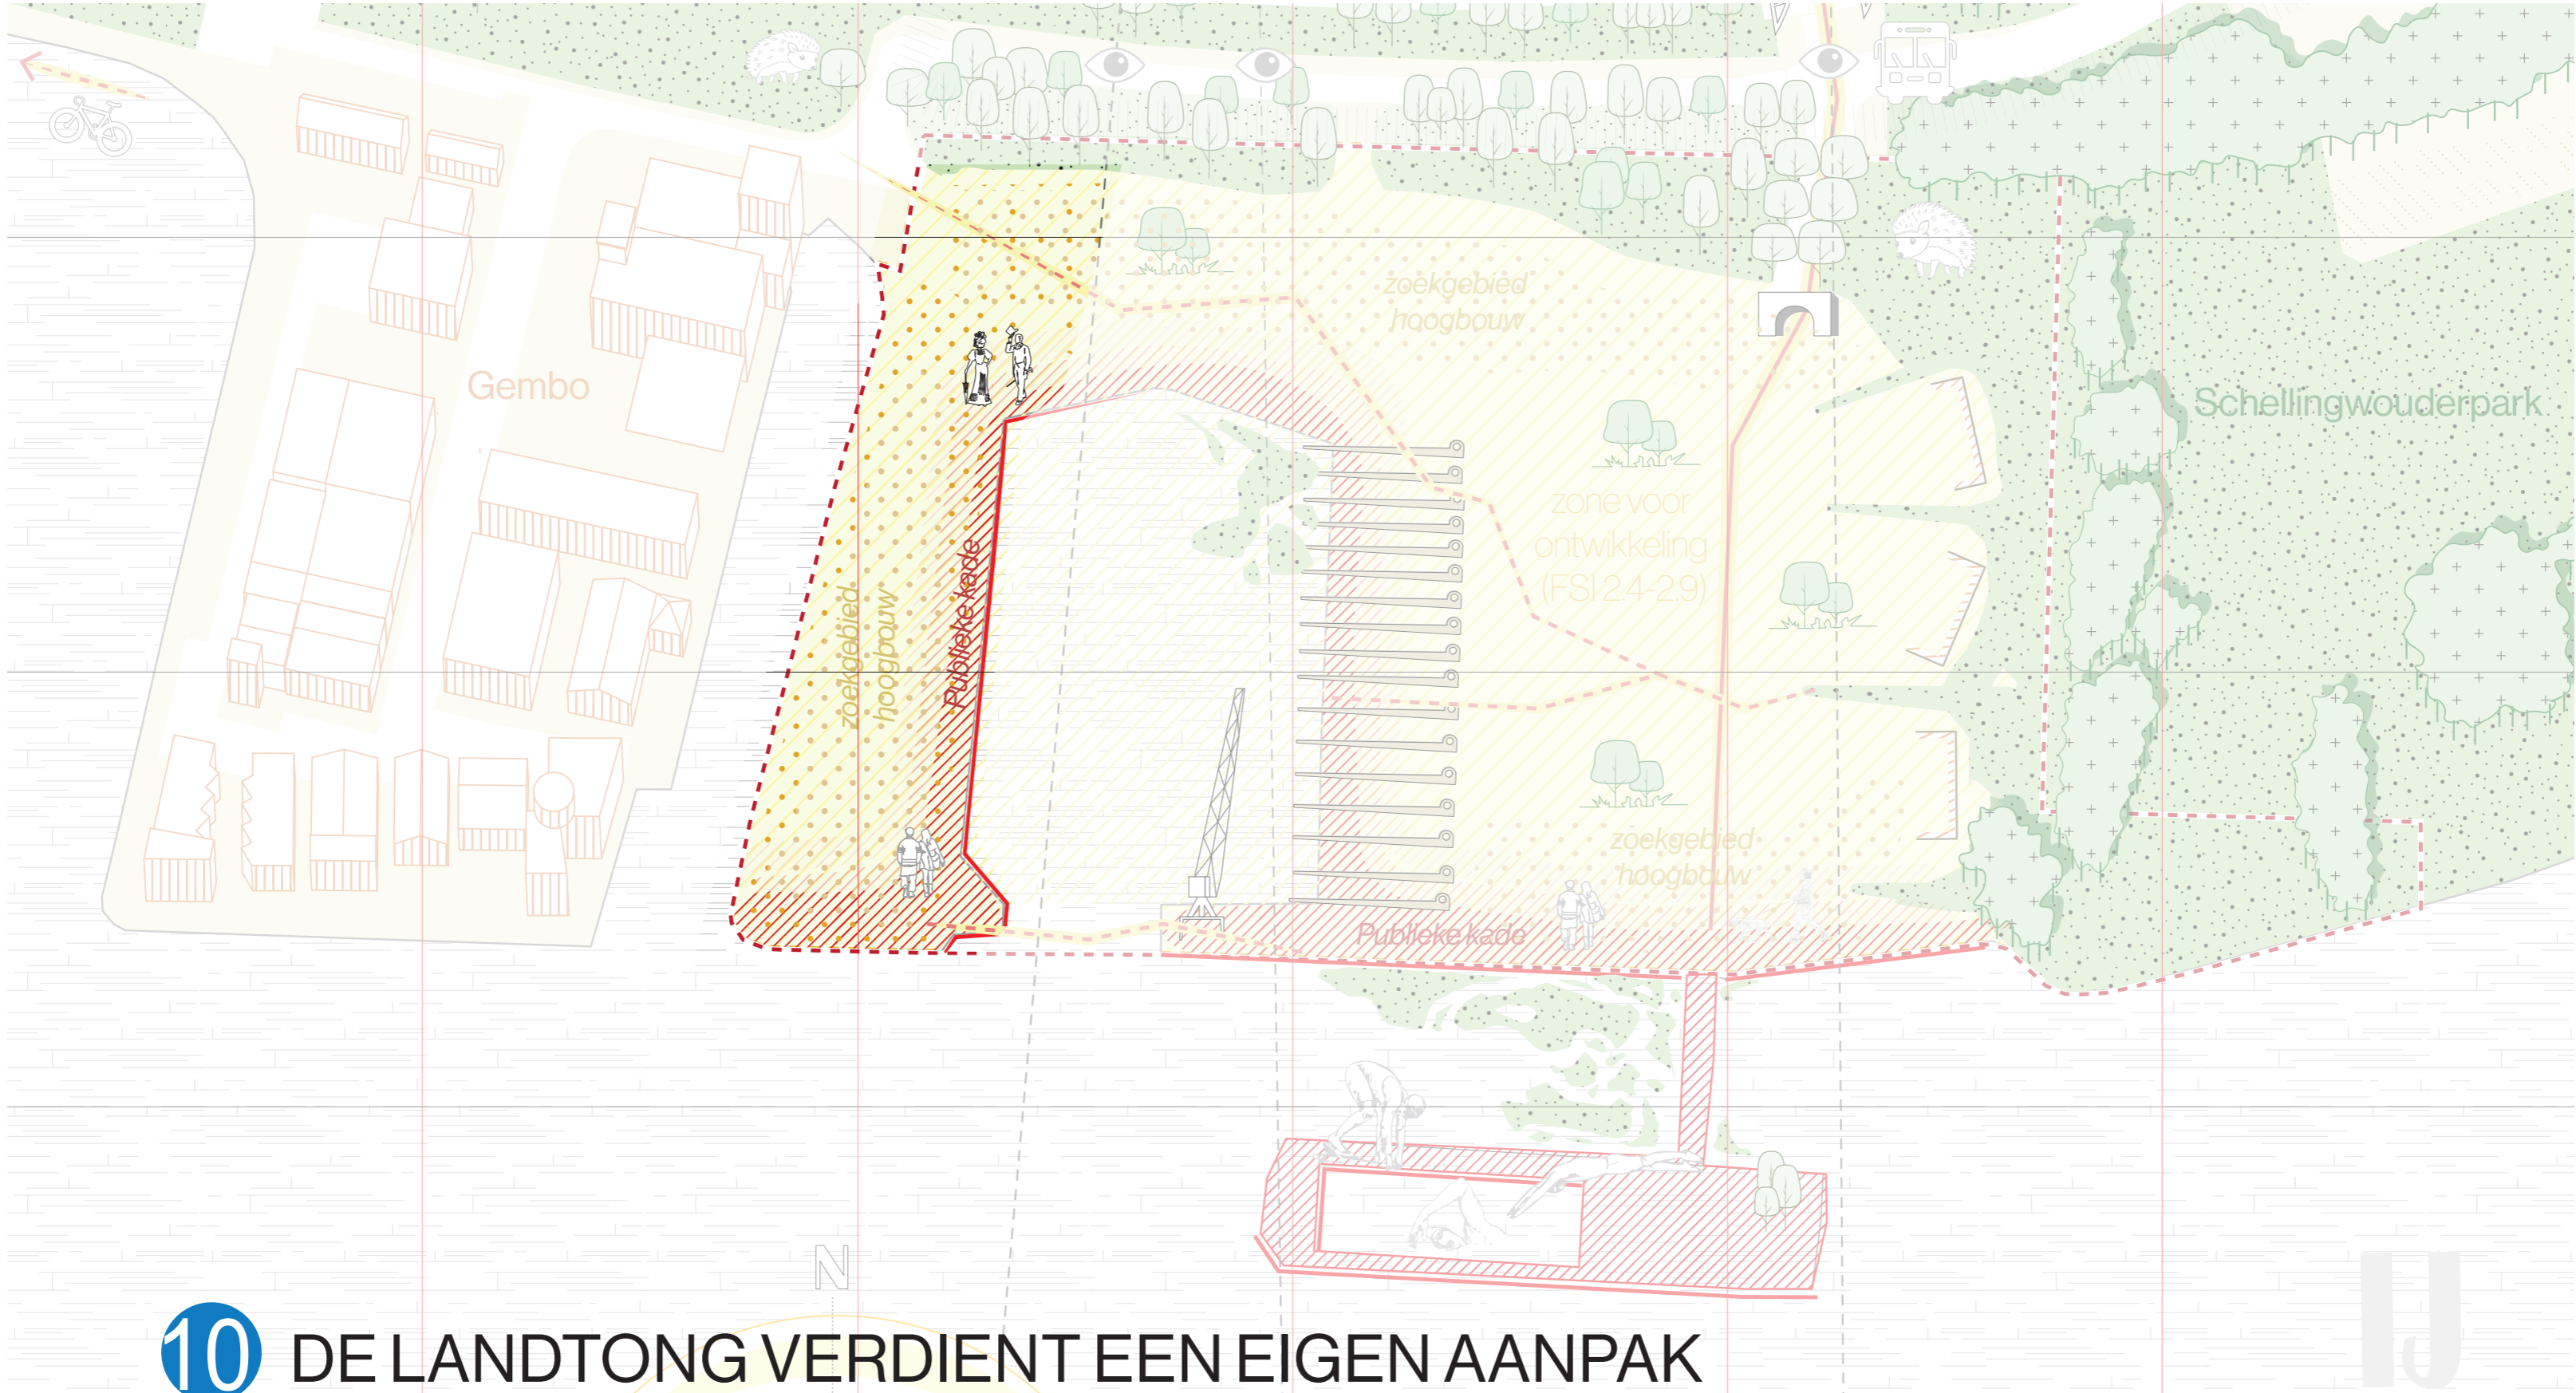 zoekgebied
hoogbouw
Gembo
Schellingwouderpark
zone voor
ontwikkeling
(FSI 2.4-2.9)
zoekgebied
hoogbouw
Publieke kade
zoekgebied
hoogbouw
Publieke kade
N
IJ
10 DE LANDTONG VERDIENT EEN EIGEN AANPAK